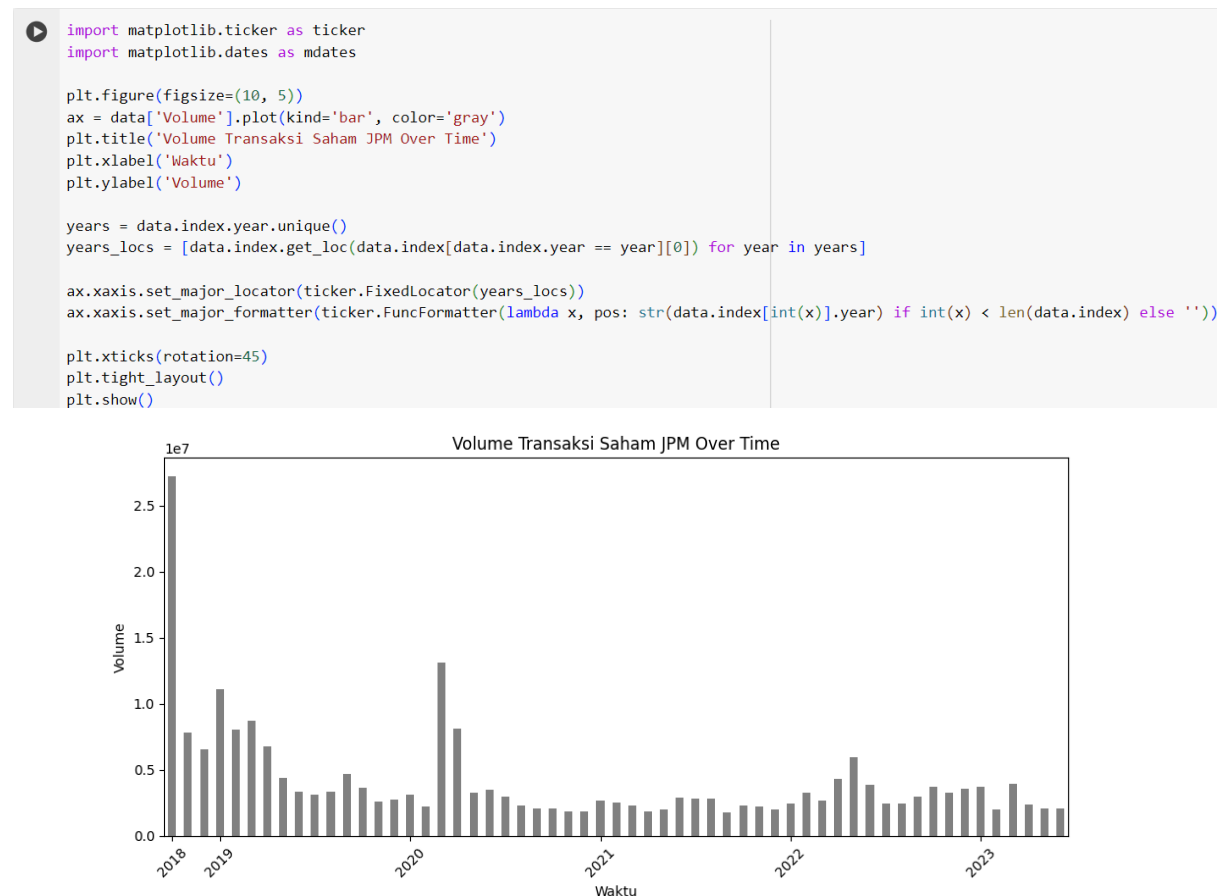 import matplotlib.ticker as ticker
import matplotlib.dates as mdates
plt.figure(figsize=(10, 5))
ax = data['Volume'].plot(kind='bar', color='gray')
plt.title('Volume Transaksi Saham JPM Over Time')
plt.xlabel('Waktu')
plt.ylabel('Volume')
years = data.index.year.unique()
years_locs = [data.index.get_loc(data.index[data.index.year == year][0]) for year in years]
ax.xaxis.set_major_locator(ticker.FixedLocator(years_locs))
ax.xaxis.set_major_formatter(ticker.FuncFormatter(lambda x, pos: str(data.index[int(x)].year) if int(x) < len(data.index) else ''))
plt.xticks(rotation=45)
plt.tight_layout()
plt.show()
Volume Transaksi Saham JPM Over Time
1e7
2.5
2.0
1.5
1.0
0.5
0.0
Volume
2018 2019 2020 2021 2022 2023
Waktu